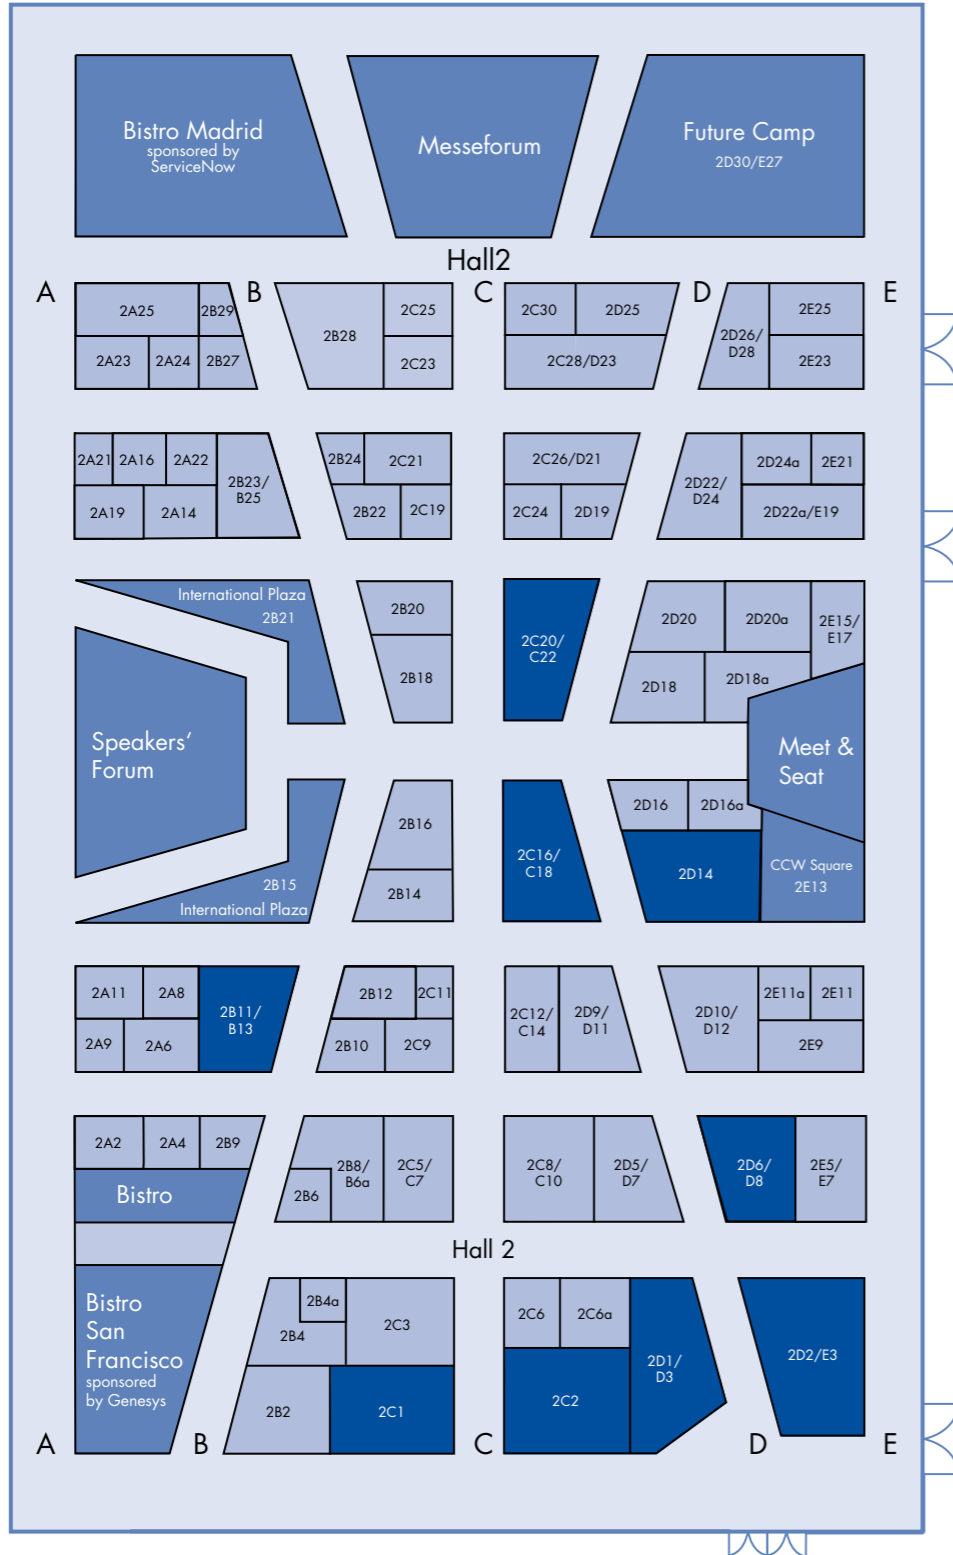 Bistro Madrid
sponsored by
ServiceNow
Messeforum
Future Camp
2D30/E27
Hall2
A
B
C
D
E
2A25
2B29
2A23
2A24
2B27
2B28
2C25
2C23
2C30
2D25
2C28/D23
2D26/
D28
2E25
2E23
2A21
2A16
2A22
2B23/
B25
2A19
2A14
2B24
2C21
2B22
2C19
2C26/D21
2C24
2D19
2D22/
D24
2D24a
2E21
2D22a/E19
International Plaza
2B21
Speakers‘
Forum
2B15
International Plaza
2B20
2B18
2B16
2B14
2C20/
C22
2C16/
C18
2D20
2D20a
2E15/
E17
2D18
2D18a
Meet &
Seat
2D16
2D16a
2D14
CCW Square
2E13
2A11
2A8
2B11/
B13
2A9
2A6
2B12
2C11
2B10
2C9
2C12/
C14
2D9/
D11
2D10/
D12
2E11a
2E11
2E9
2A2
2A4
2B9
Bistro
2B8/
B6a
2B6
2C5/
C7
2C8/
C10
2D5/
D7
2D6/
D8
2E5/
E7
Hall 2
Bistro
San
Francisco
sponsored
by Genesys
2B4a
2B4
2C3
2B2
2C1
2C6
2C6a
2C2
2D1/
D3
2D2/E3
A
B
C
D
E